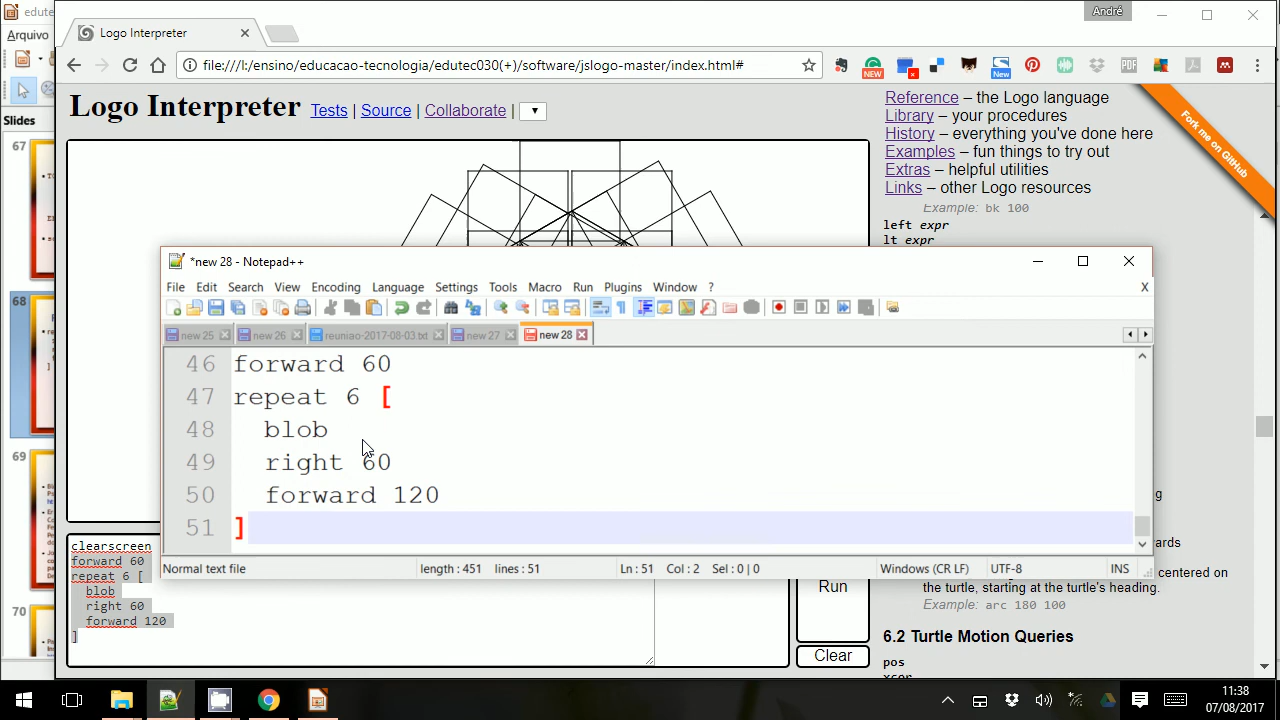 edute
André
Logo Interpreter
Arquivo
file:///I:/ensino/educacao-tecnologia/edutec030(+)/software/jslogo-master/index.html#
Logo Interpreter Tests | Source | Collaborate | ▼
Reference – the Logo language
Library – your procedures
History – everything you've done here
Examples – fun things to try out
Extras – helpful utilities
Links – other Logo resources
Fork me on GitHub
Example: bk 100
left expr
lt expr
Slides
67
68
69
70
*new 28 - Notepad++
File Edit Search View Encoding Language Settings Tools Macro Run Plugins Window ? X
new 25 new 26 reuniao-2017-08-03.txt new 27 new 28
46 forward 60
47 repeat 6 [
48 blob
49 right 60
50 forward 120
51 ]
Normal text file length : 451 lines : 51 Ln : 51 Col : 2 Sel : 0 | 0 Windows (CR LF) UTF-8 INS
clearscreen
forward 60
repeat 6 [
blob
right 60
forward 120
]
Run
Clear
centered on
the turtle, starting at the turtle's heading.
Example: arc 180 100
6.2 Turtle Motion Queries
pos
xcor
11:38
07/08/2017